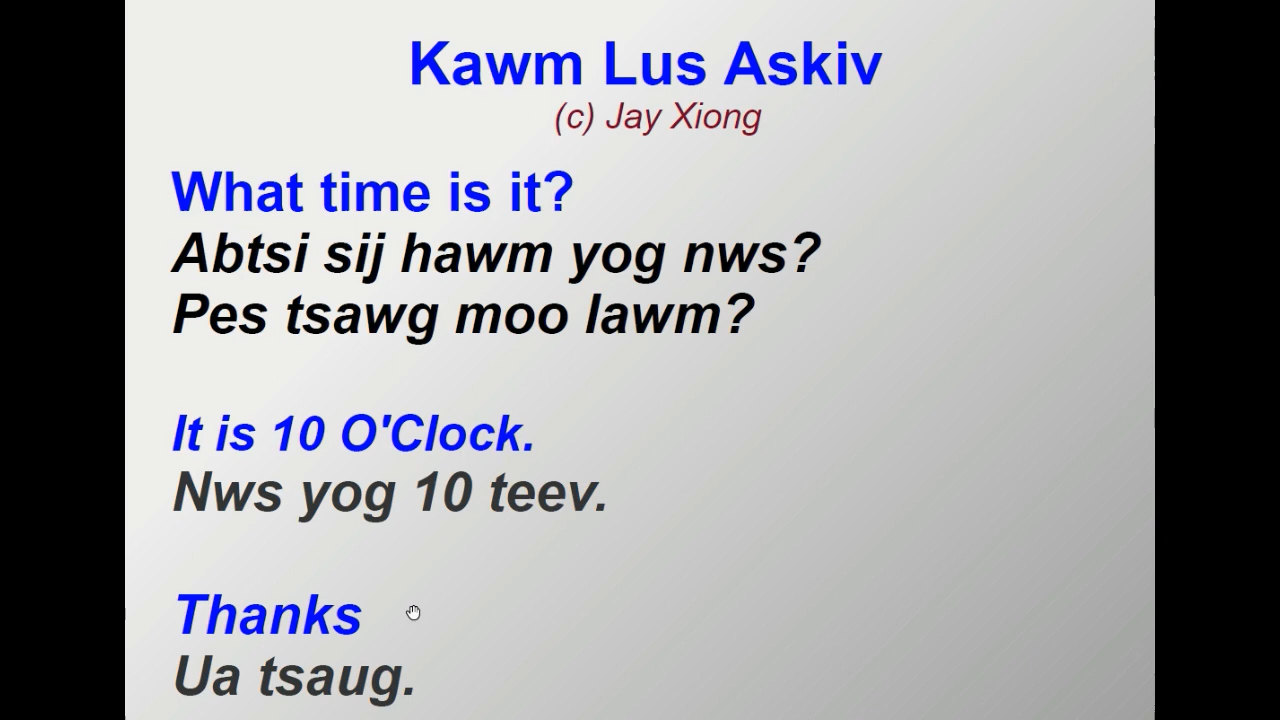 Kawm Lus Askiv
(c) Jay Xiong
What time is it?
Abtsi sij hawm yog nws?
Pes tsawg moo lawm?
It is 10 O'Clock.
Nws yog 10 teev.
Thanks
Ua tsaug.